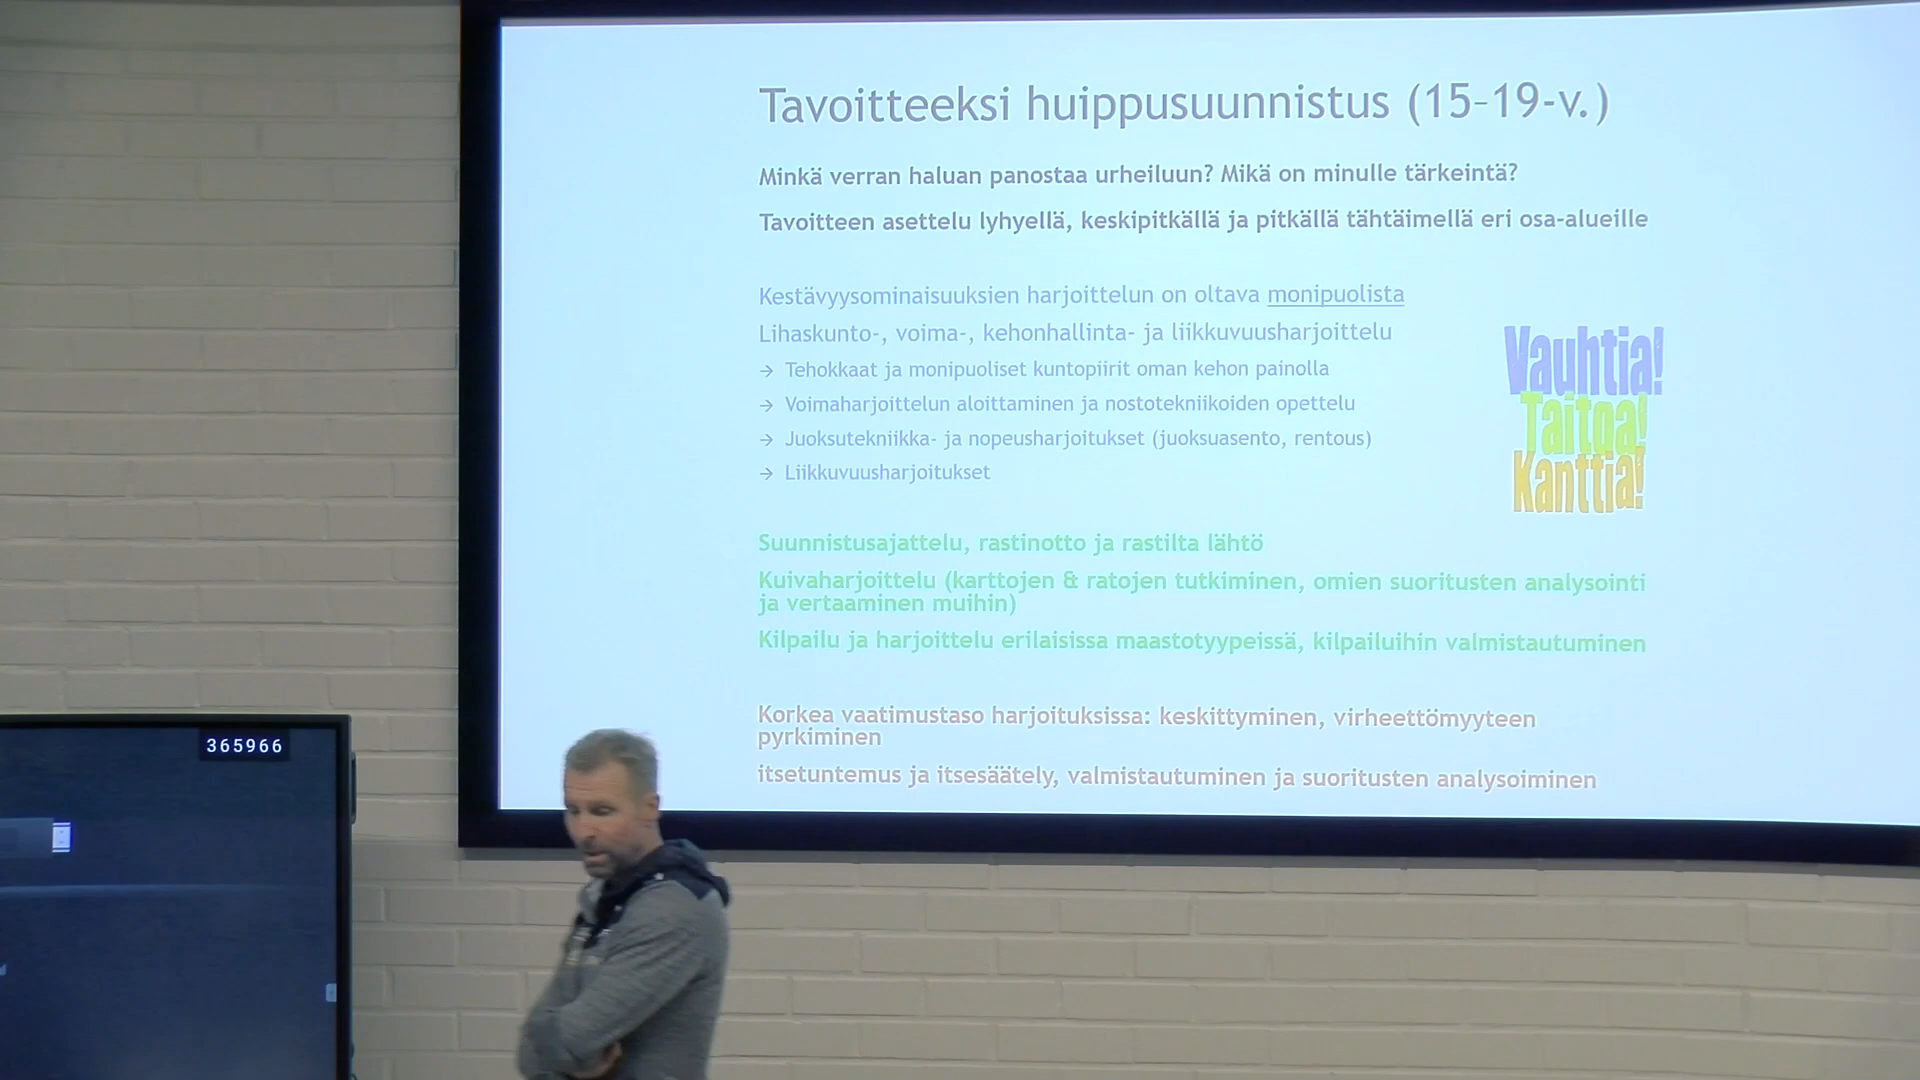 Tavoitteeksi huippusuunnistus (15-19-v.)
Minkä verran haluan panostaa urheiluun? Mikä on minulle tärkeintä?
Tavoitteen asettelu lyhyellä, keskipitkällä ja pitkällä tähtäimellä eri osa-alueille
Kestävyysominaisuuksien harjoittelun on oltava monipuolista
Lihaskunto-, voima-, kehonhallinta- ja liikkuvuusharjoittelu
→ Tehokkaat ja monipuoliset kuntopiirit oman kehon painolla
→ Voimaharjoittelun aloittaminen ja nostotekniikoiden opettelu
→ Juoksutekniikka- ja nopeusharjoitukset (juoksuasento, rentous)
→ Liikkuvuusharjoitukset
Vauhtia!
Taitoa!
Kanttia!
Suunnistusajattelu, rastinotto ja rastilta lähtö
Kuivaharjoittelu (karttojen & ratojen tutkiminen, omien suoritusten analysointi
ja vertaaminen muihin)
Kilpailu ja harjoittelu erilaisissa maastotyypeissä, kilpailuihin valmistautuminen
Korkea vaatimustaso harjoituksissa: keskittyminen, virheettömyyteen
pyrkiminen
itsetuntemus ja itsesäätely, valmistautuminen ja suoritusten analysoiminen
365966